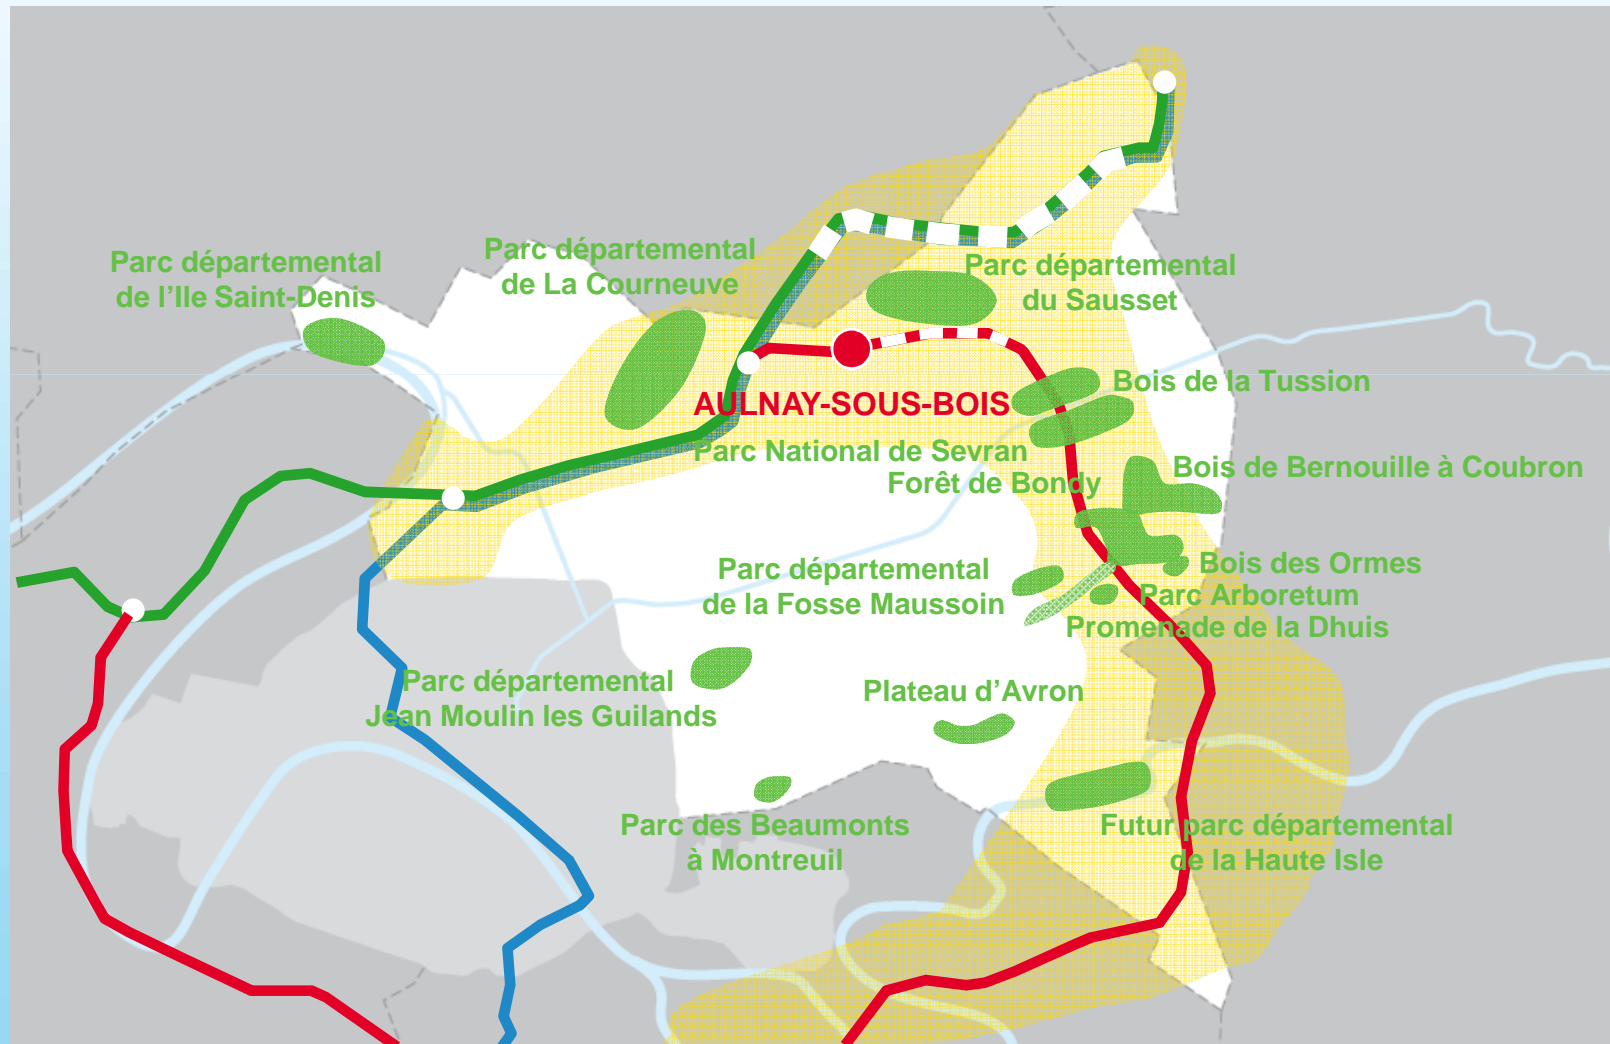 Parc départemental
de l’Ile Saint-Denis
Parc départemental
de La Courneuve
Parc départemental
du Sausset
AULNAY-SOUS-BOIS
Bois de la Tussion
Parc National de Sevran
Forêt de Bondy
Bois de Bernouille à Coubron
Parc départemental
de la Fosse Maussoin
Bois des Ormes
Parc Arboretum
Promenade de la Dhuis
Parc départemental
Jean Moulin les Guilands
Plateau d’Avron
Parc des Beaumonts
à Montreuil
Futur parc départemental
de la Haute Isle